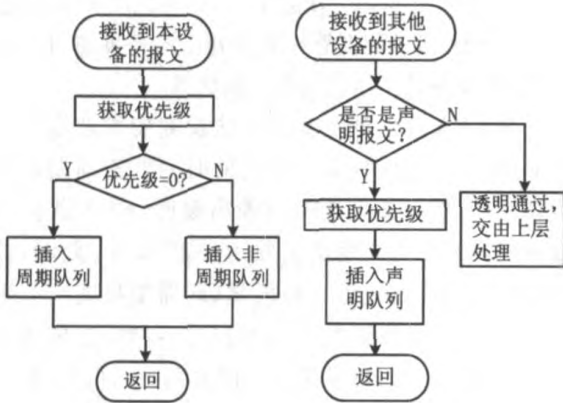 接收到本设
备的报文
获取优先级
优先级=0?
Y
N
插入
周期队列
插入非
周期队列
返回
接收到其他
设备的报文
是否是声
明报文?
N
Y
获取优先级
透明通过,
交由上层
处理
插入声
明队列
返回